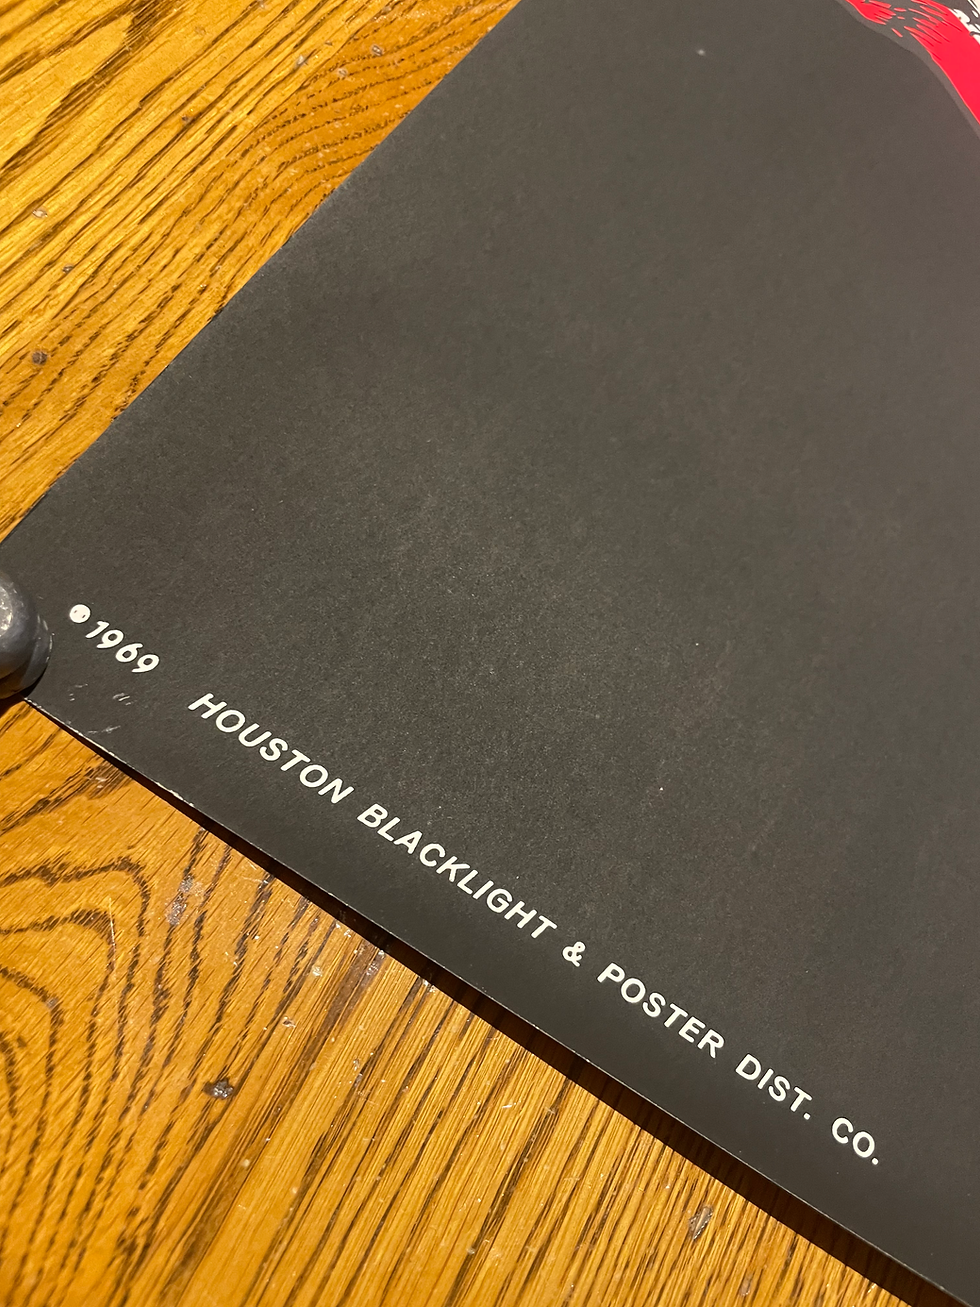 ©1969 HOUSTON BLACKLIGHT & POSTER DIST. CO.